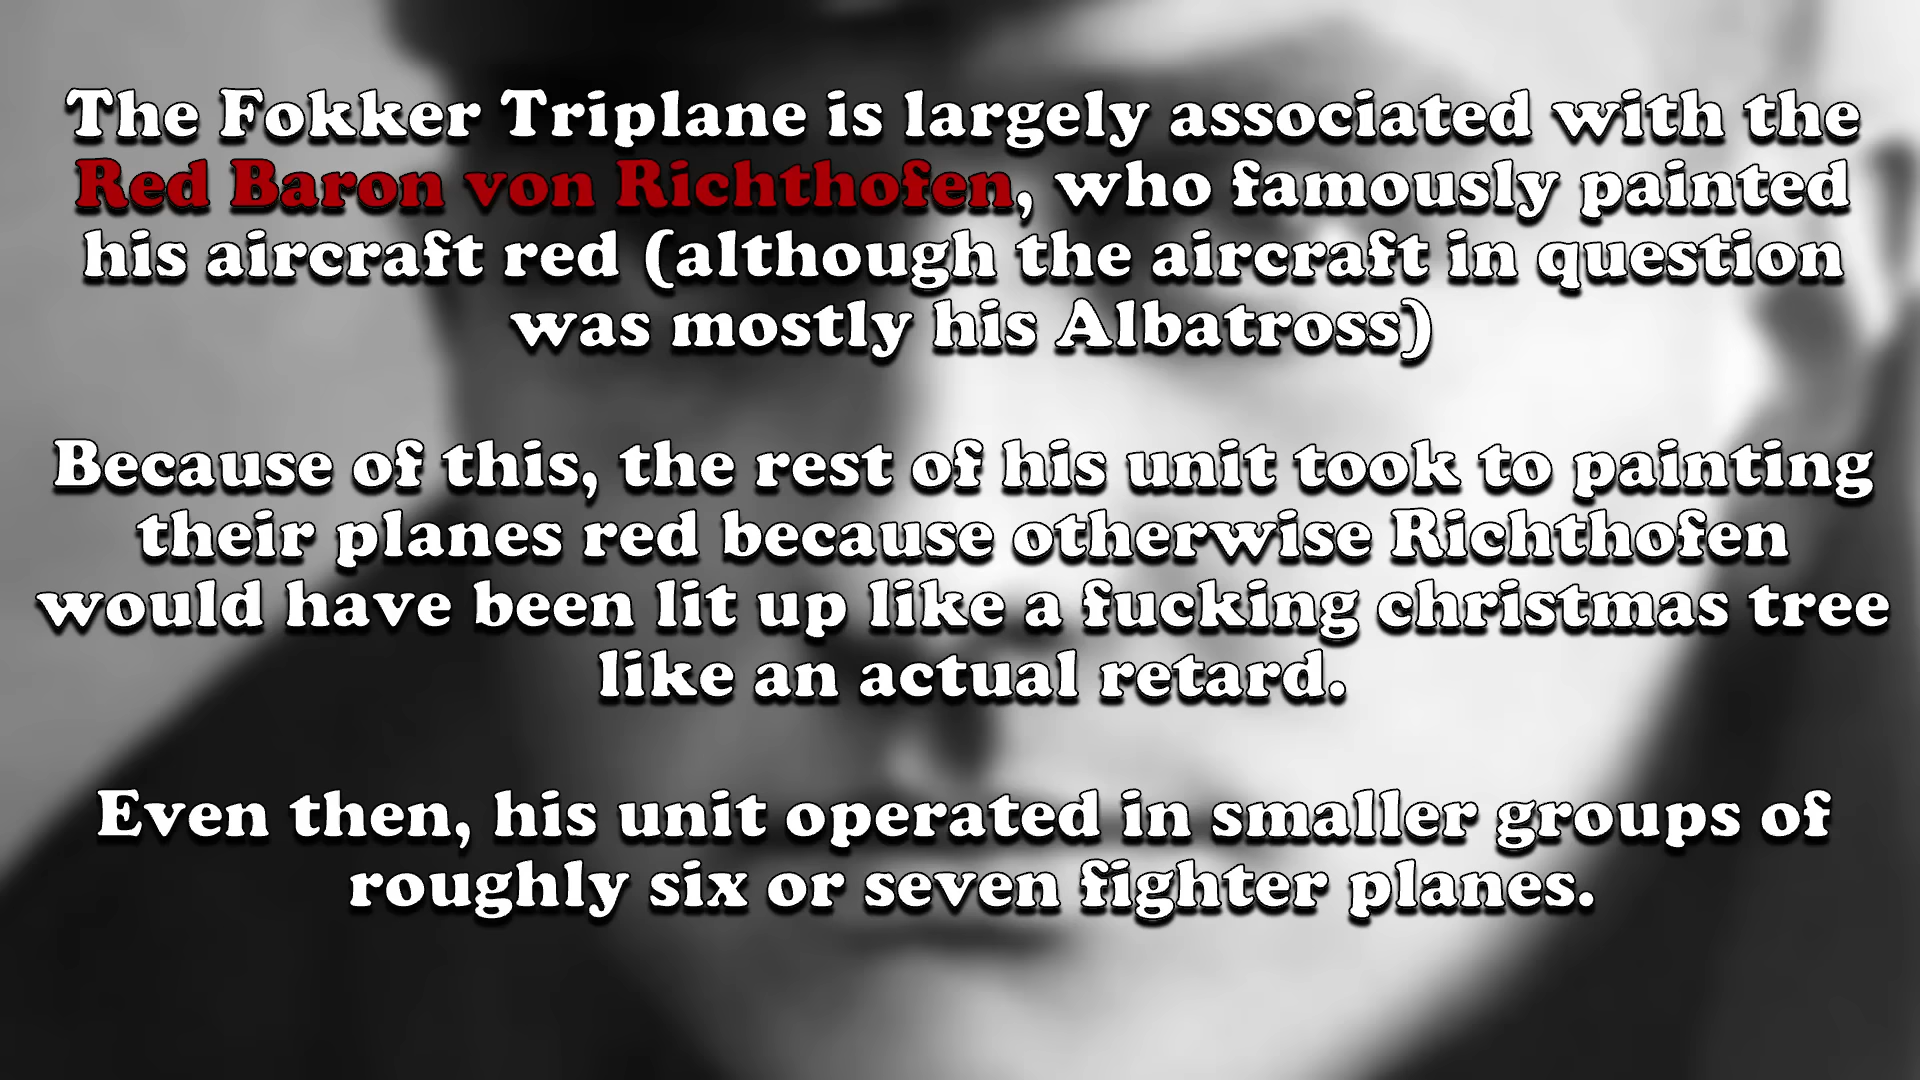 The Fokker Triplane is largely associated with the
Red Baron von Richthofen, who famously painted
his aircraft red (although the aircraft in question
was mostly his Albatross)
Because of this, the rest of his unit took to painting
their planes red because otherwise Richthofen
would have been lit up like a fucking christmas tree
like an actual retard.
Even then, his unit operated in smaller groups of
roughly six or seven fighter planes.